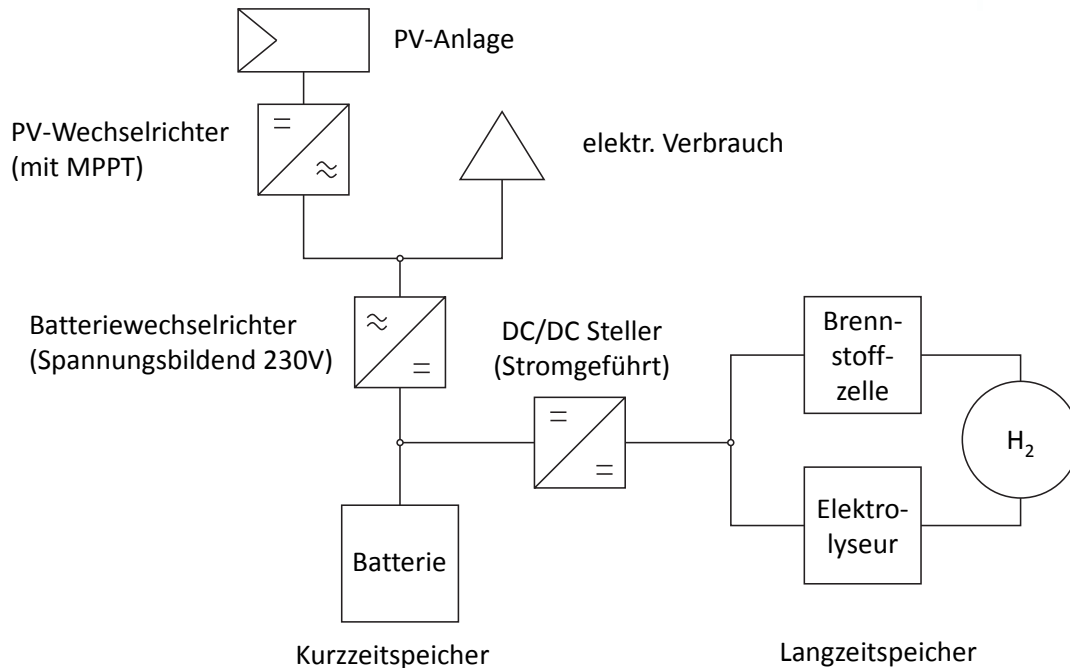 PV-Anlage
PV-Wechselrichter
(mit MPPT)
elektr. Verbrauch
Batteriewechselrichter
(Spannungsbildend 230V)
DC/DC Steller
(Stromgeführt)
Brenn-
stoff-
zelle
H₂
Elektro-
lyseur
Batterie
Kurzzeitspeicher
Langzeitspeicher